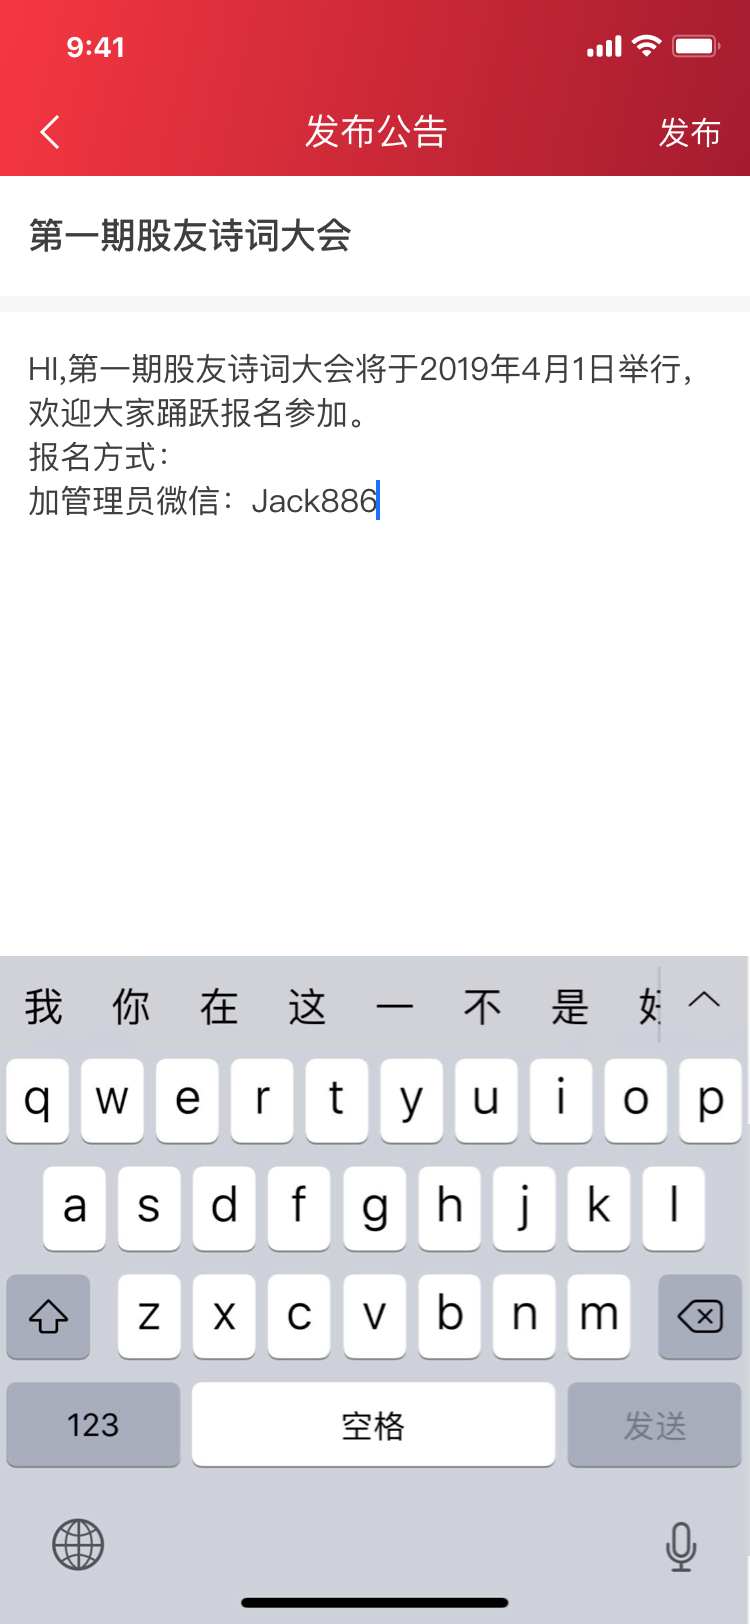 9:41
发布公告 发布
第一期股友诗词大会
HI,第一期股友诗词大会将于2019年4月1日举行,
欢迎大家踊跃报名参加。
报名方式：
加管理员微信：Jack886
我 你 在 这 一 不 是 好
q w e r t y u i o p
a s d f g h j k l
z x c v b n m
123 空格 发送